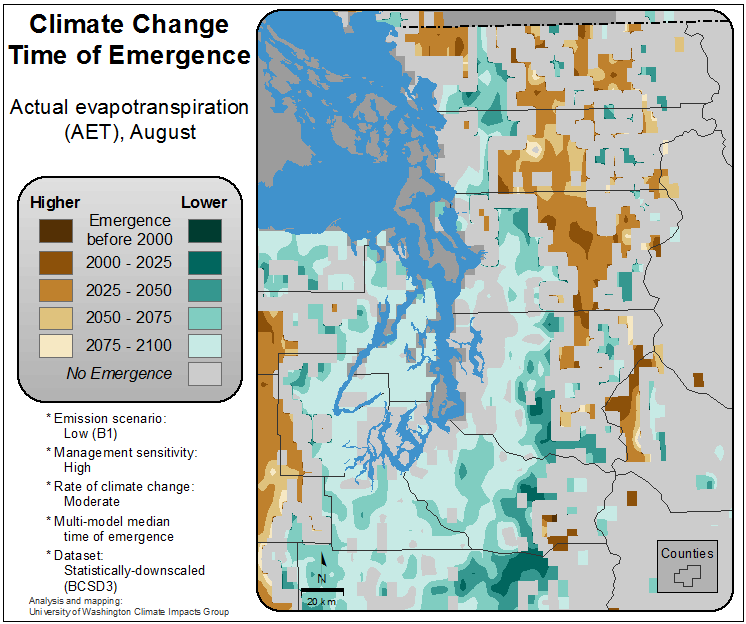 Climate Change
Time of Emergence
Actual evapotranspiration
(AET), August
Higher
Lower
Emergence
before 2000
2000 - 2025
2025 - 2050
2050 - 2075
2075 - 2100
No Emergence
* Emission scenario:
Low (B1)
* Management sensitivity:
High
* Rate of climate change:
Moderate
* Multi-model median
time of emergence
* Dataset:
Statistically-downscaled
(BCSD3)
Analysis and mapping:
University of Washington Climate Impacts Group
N
20 km
Counties